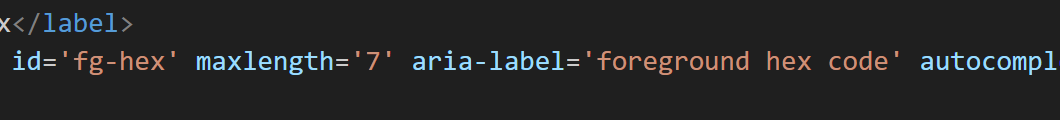 x</label>
id='fg-hex' maxlength='7' aria-label='foreground hex code' autocompl